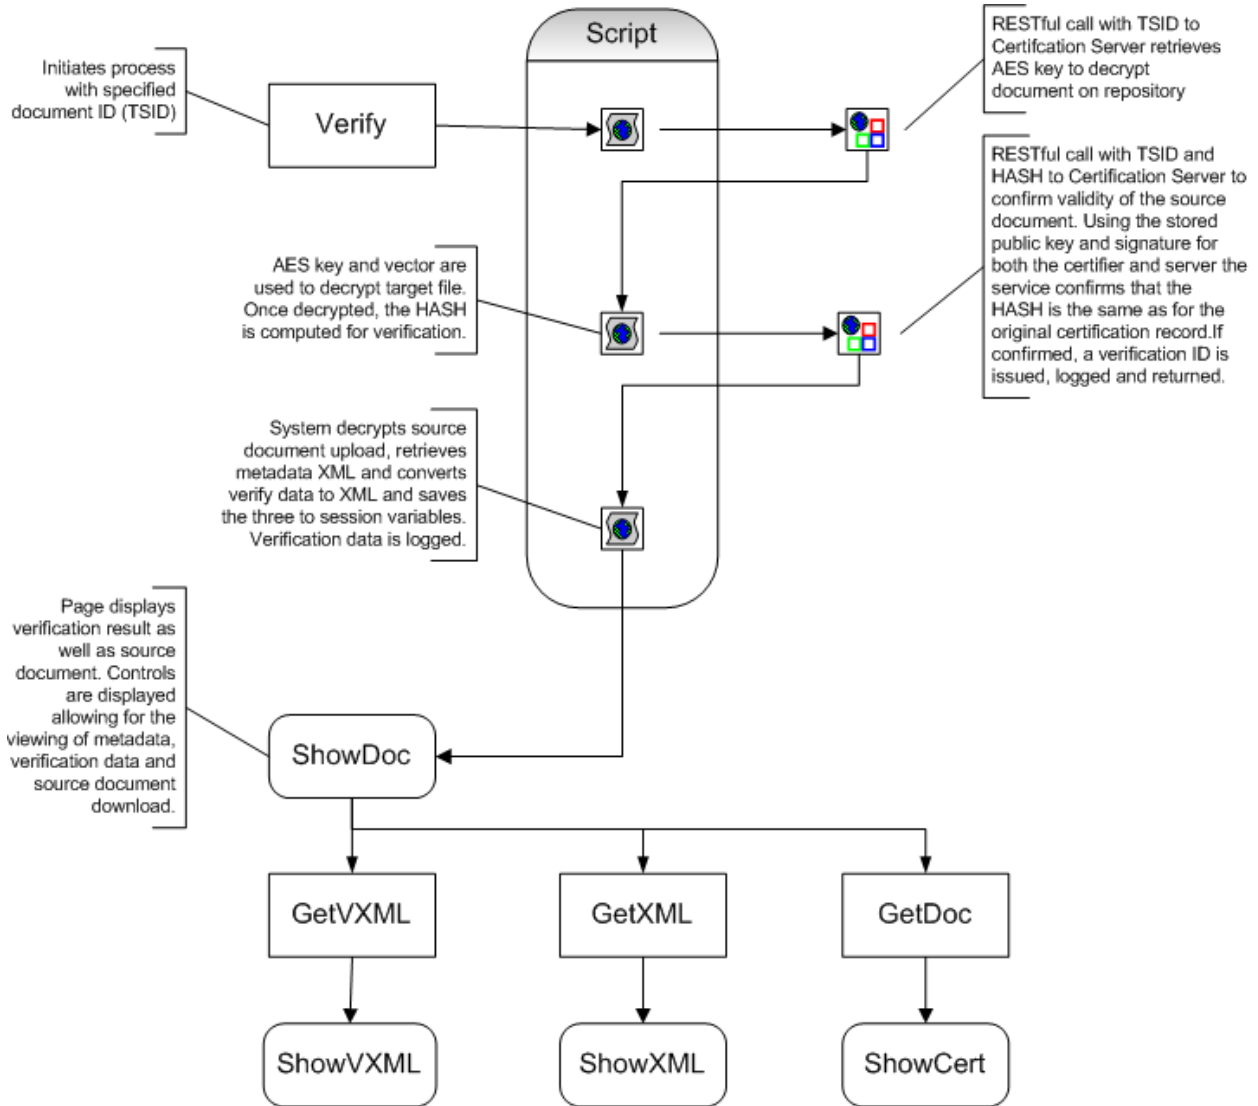 Script
RESTful call with TSID to
Certifcation Server retrieves
AES key to decrypt
document on repository
Initiates process
with specified
document ID (TSID)
Verify
RESTful call with TSID and
HASH to Certification Server to
confirm validity of the source
document. Using the stored
public key and signature for
both the certifier and server the
service confirms that the
HASH is the same as for the
original certification record.If
confirmed, a verification ID is
issued, logged and returned.
AES key and vector are
used to decrypt target file.
Once decrypted, the HASH
is computed for verification.
System decrypts source
document upload, retrieves
metadata XML and converts
verify data to XML and saves
the three to session variables.
Verification data is logged.
Page displays
verification result as
well as source
document. Controls
are displayed
allowing for the
viewing of metadata,
verification data and
source document
download.
ShowDoc
GetVXML
GetXML
GetDoc
ShowVXML
ShowXML
ShowCert